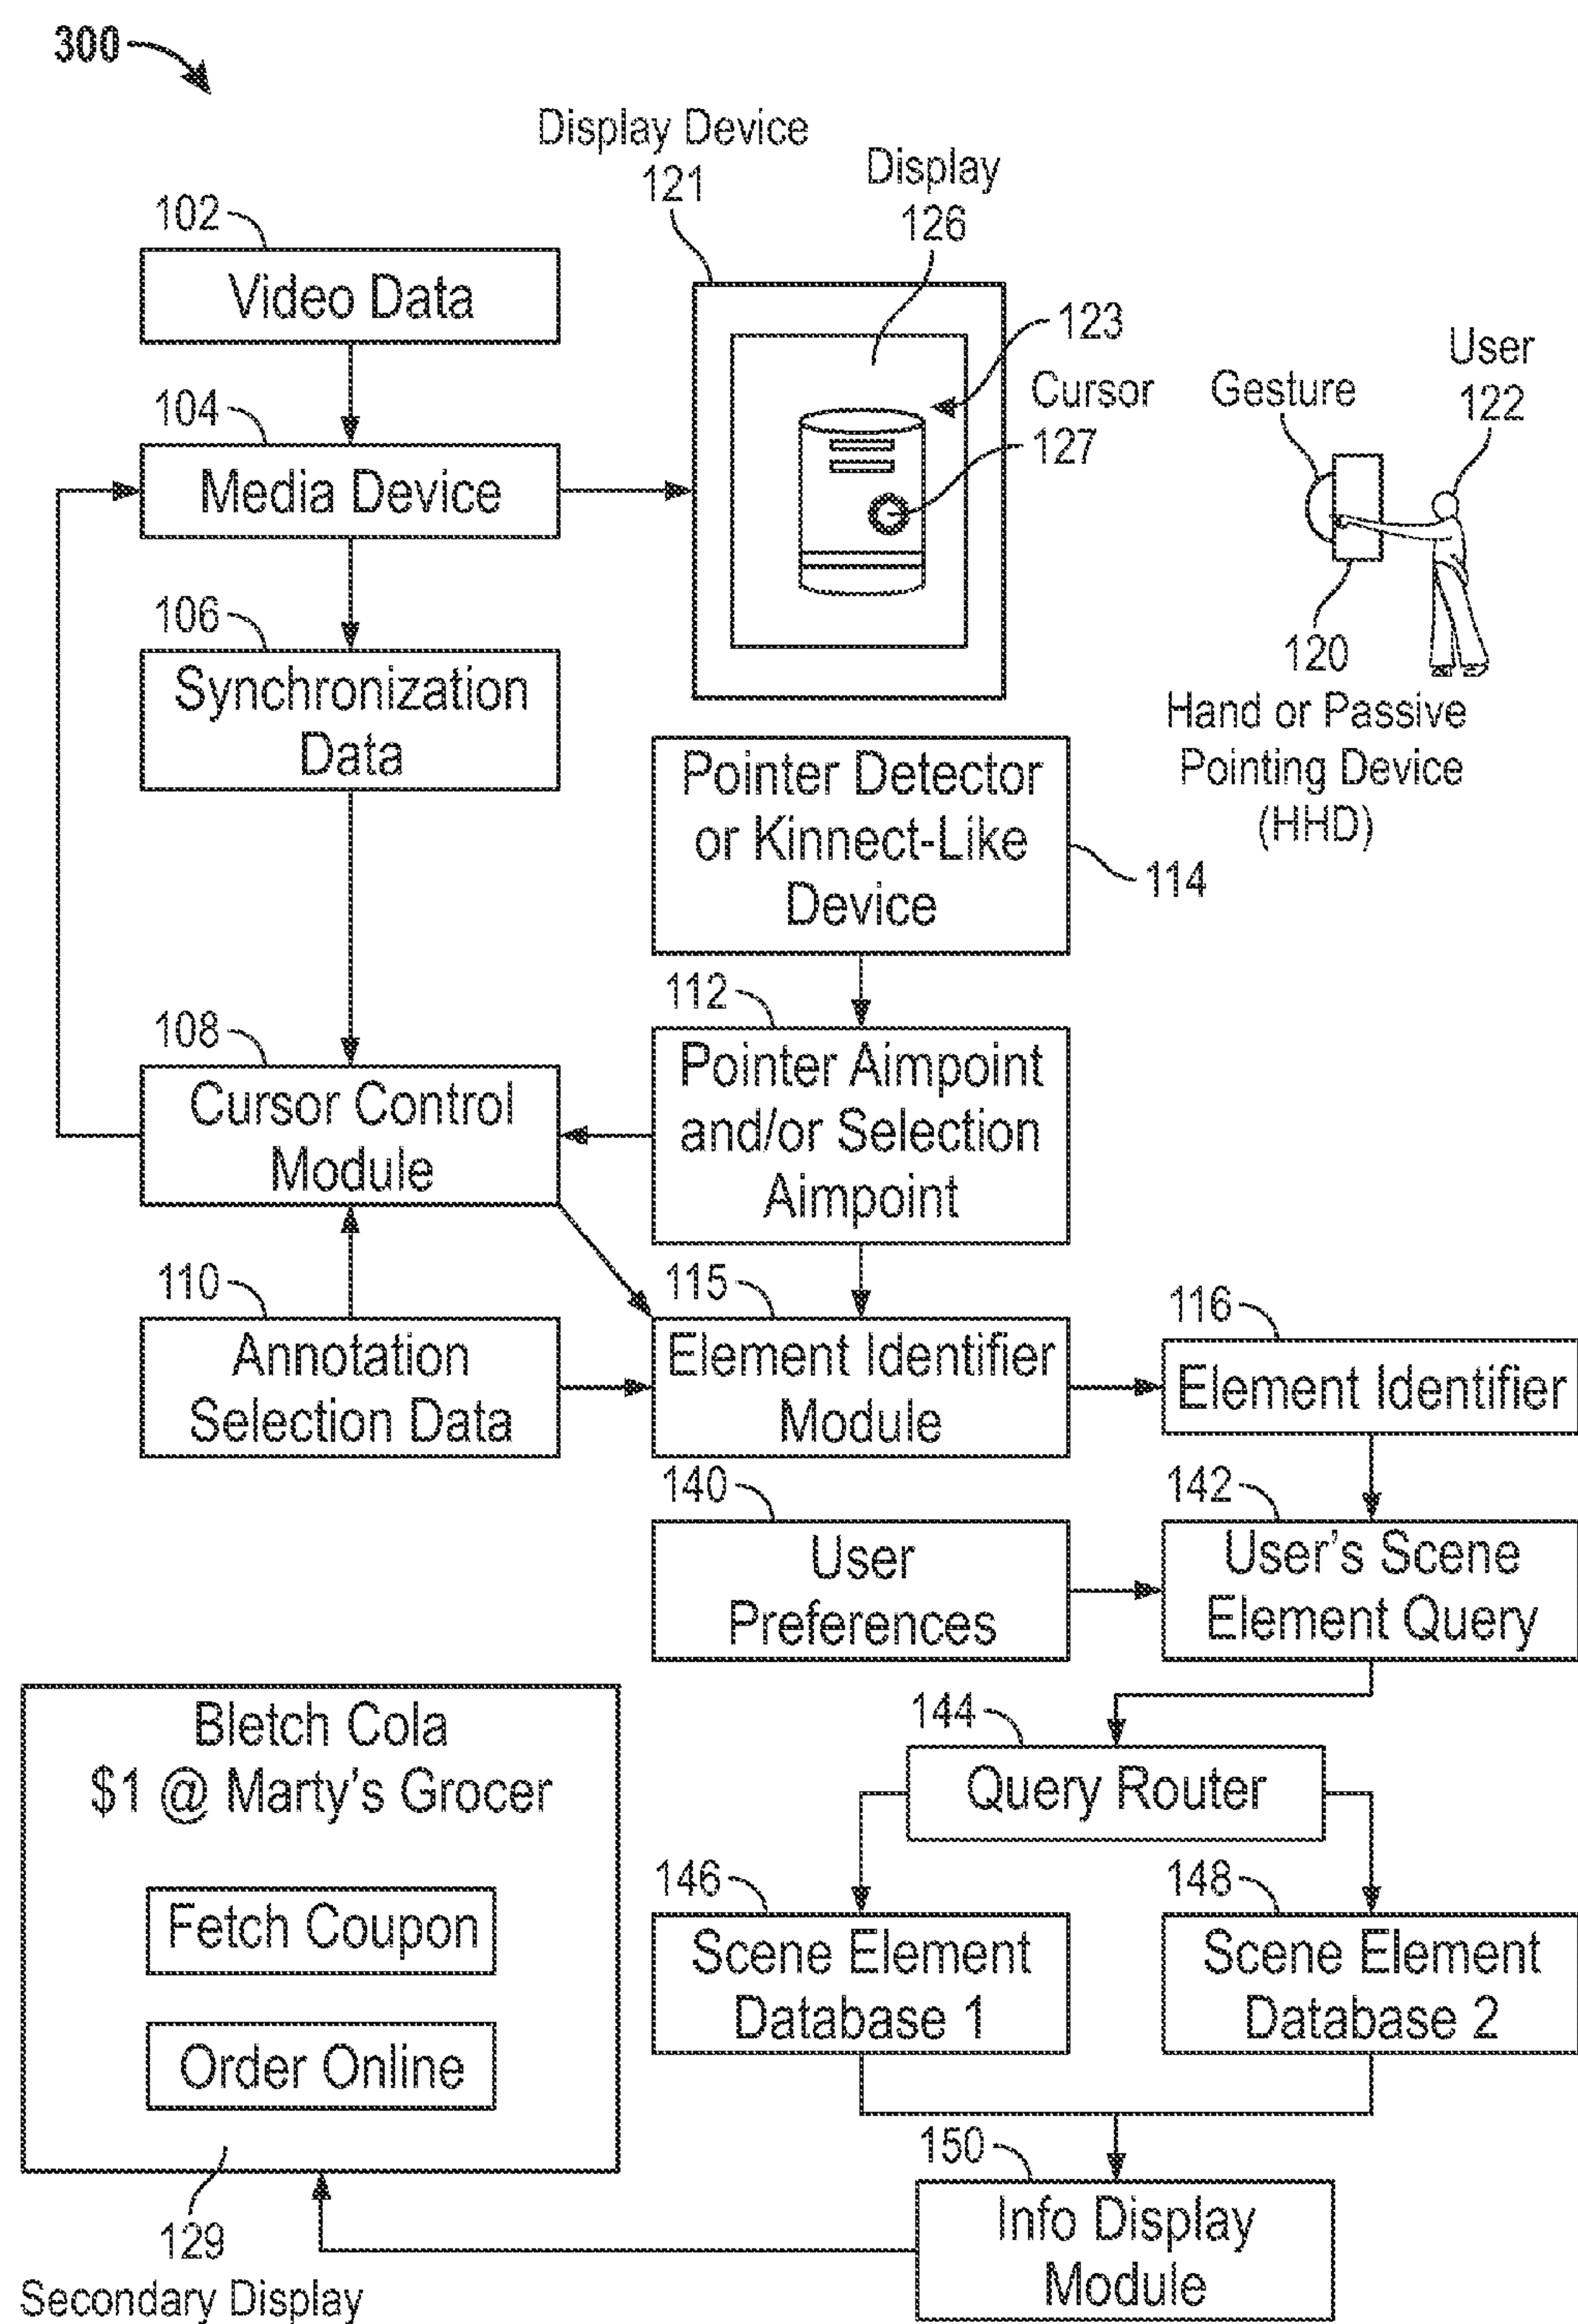 300
Display Device
121
Display
126
102
Video Data
123
Cursor
127
Gesture
User
122
104
Media Device
120
Hand or Passive
Pointing Device
(HHD)
106
Synchronization
Data
Pointer Detector
or Kinnect-Like
Device
114
112
Pointer Aimpoint
and/or Selection
Aimpoint
108
Cursor Control
Module
110
Annotation
Selection Data
115
Element Identifier
Module
116
Element Identifier
140
User
Preferences
142
User's Scene
Element Query
144
Query Router
146
Scene Element
Database 1
148
Scene Element
Database 2
Bletch Cola
$1 @ Marty's Grocer
Fetch Coupon
Order Online
129
Secondary Display
150
Info Display
Module